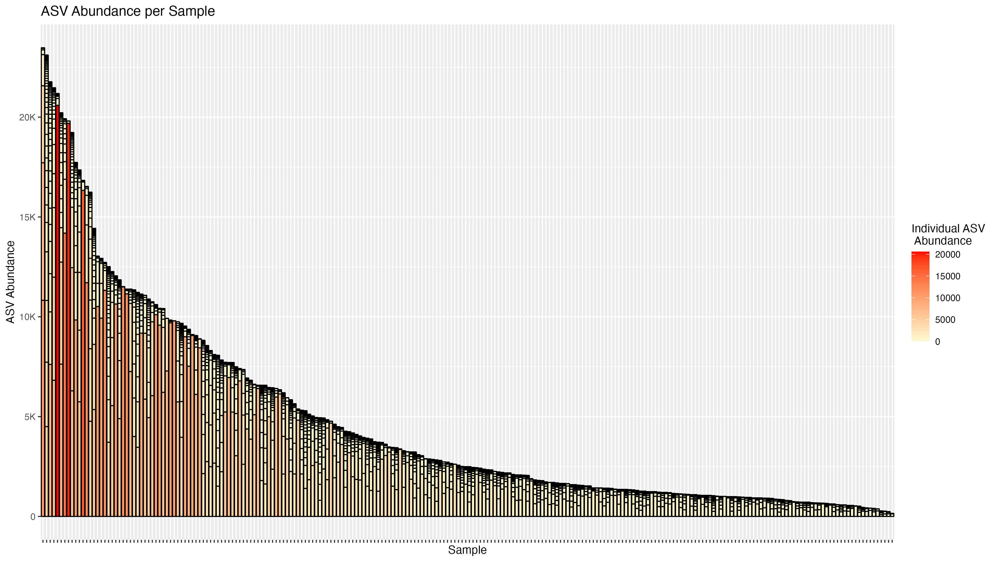 ASV Abundance per Sample
ASV Abundance
20K
15K
10K
5K
0
Sample
Individual ASV
Abundance
20000
15000
10000
5000
0